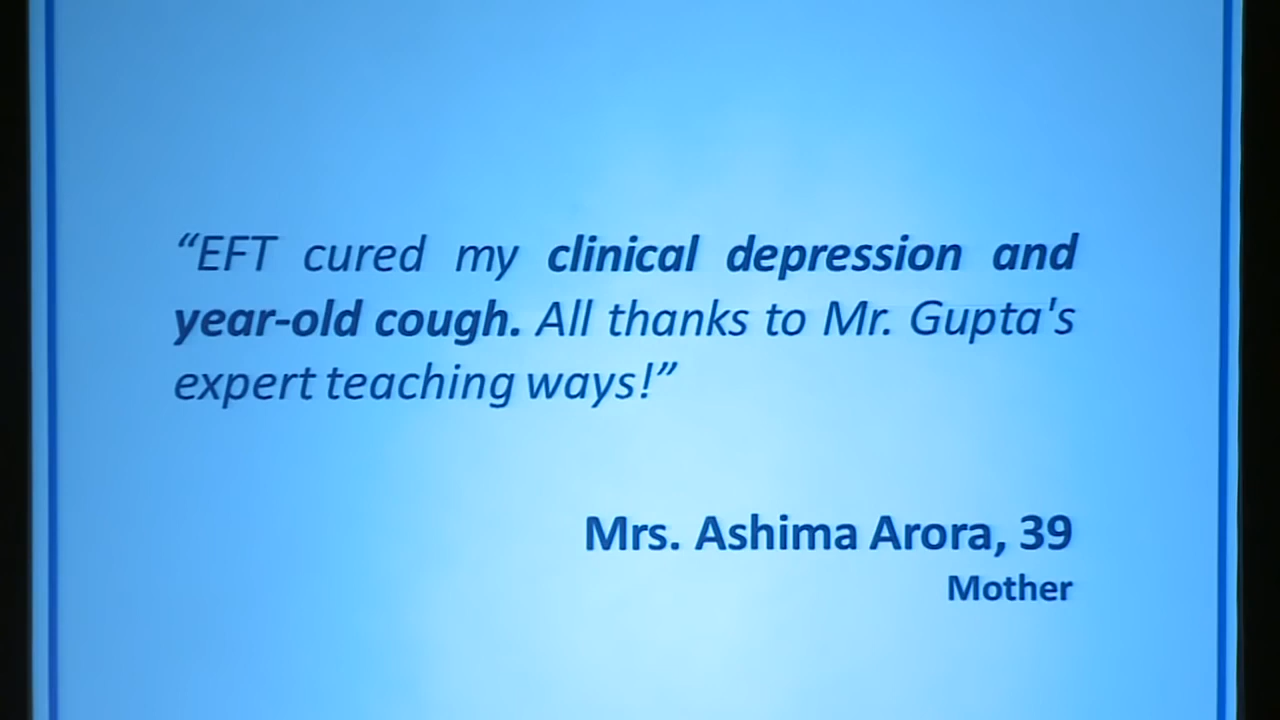 “EFT cured my clinical depression and
year-old cough. All thanks to Mr. Gupta's
expert teaching ways!”
Mrs. Ashima Arora, 39
Mother